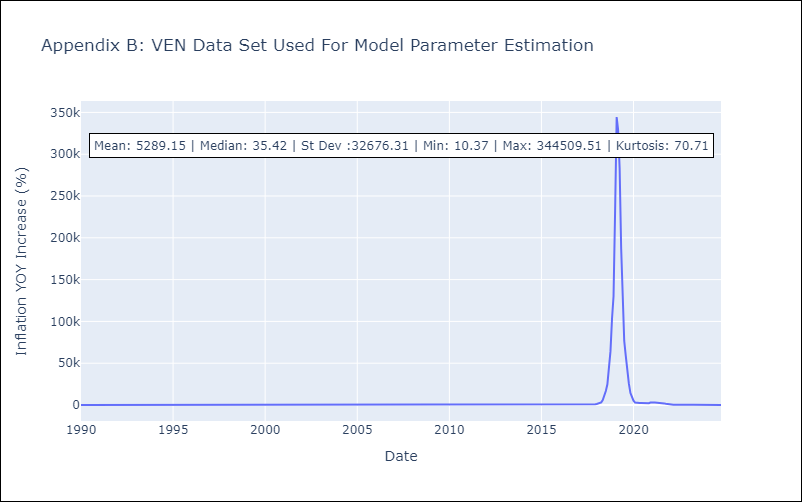 Appendix B: VEN Data Set Used For Model Parameter Estimation
350k
Mean: 5289.15 | Median: 35.42 | St Dev :32676.31 | Min: 10.37 | Max: 344509.51 | Kurtosis: 70.71
300k
250k
200k
150k
100k
50k
0
Inflation YOY Increase (%)
1990 1995 2000 2005 2010 2015 2020
Date